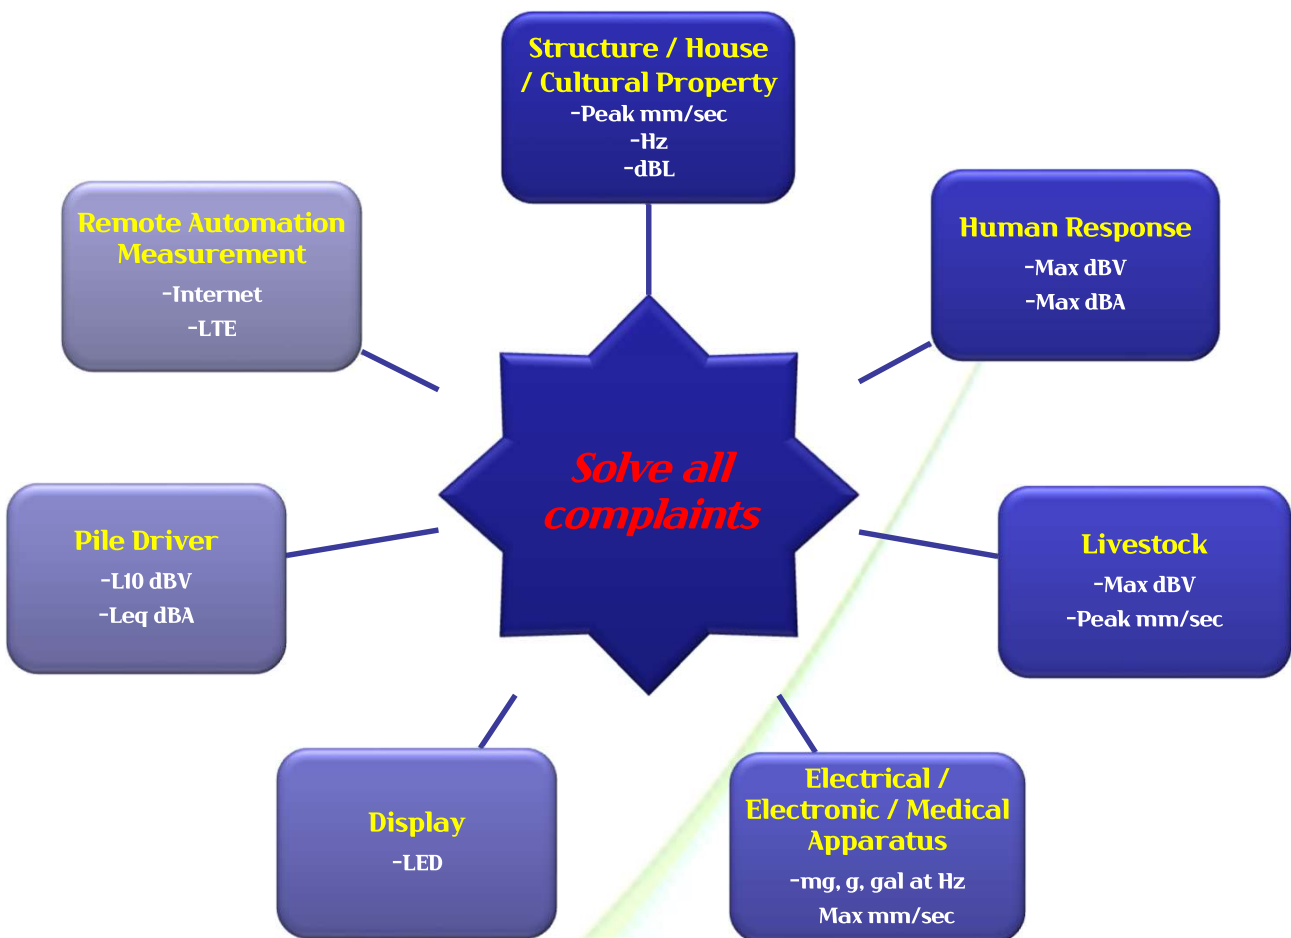 Structure / House
/ Cultural Property
-Peak mm/sec
-Hz
-dBL
Human Response
-Max dBV
-Max dBA
Livestock
-Max dBV
-Peak mm/sec
Electrical /
Electronic / Medical
Apparatus
-mg, g, gal at Hz
Max mm/sec
Display
-LED
Pile Driver
-L10 dBV
-Leq dBA
Remote Automation
Measurement
-Internet
-LTE
Solve all
complaints